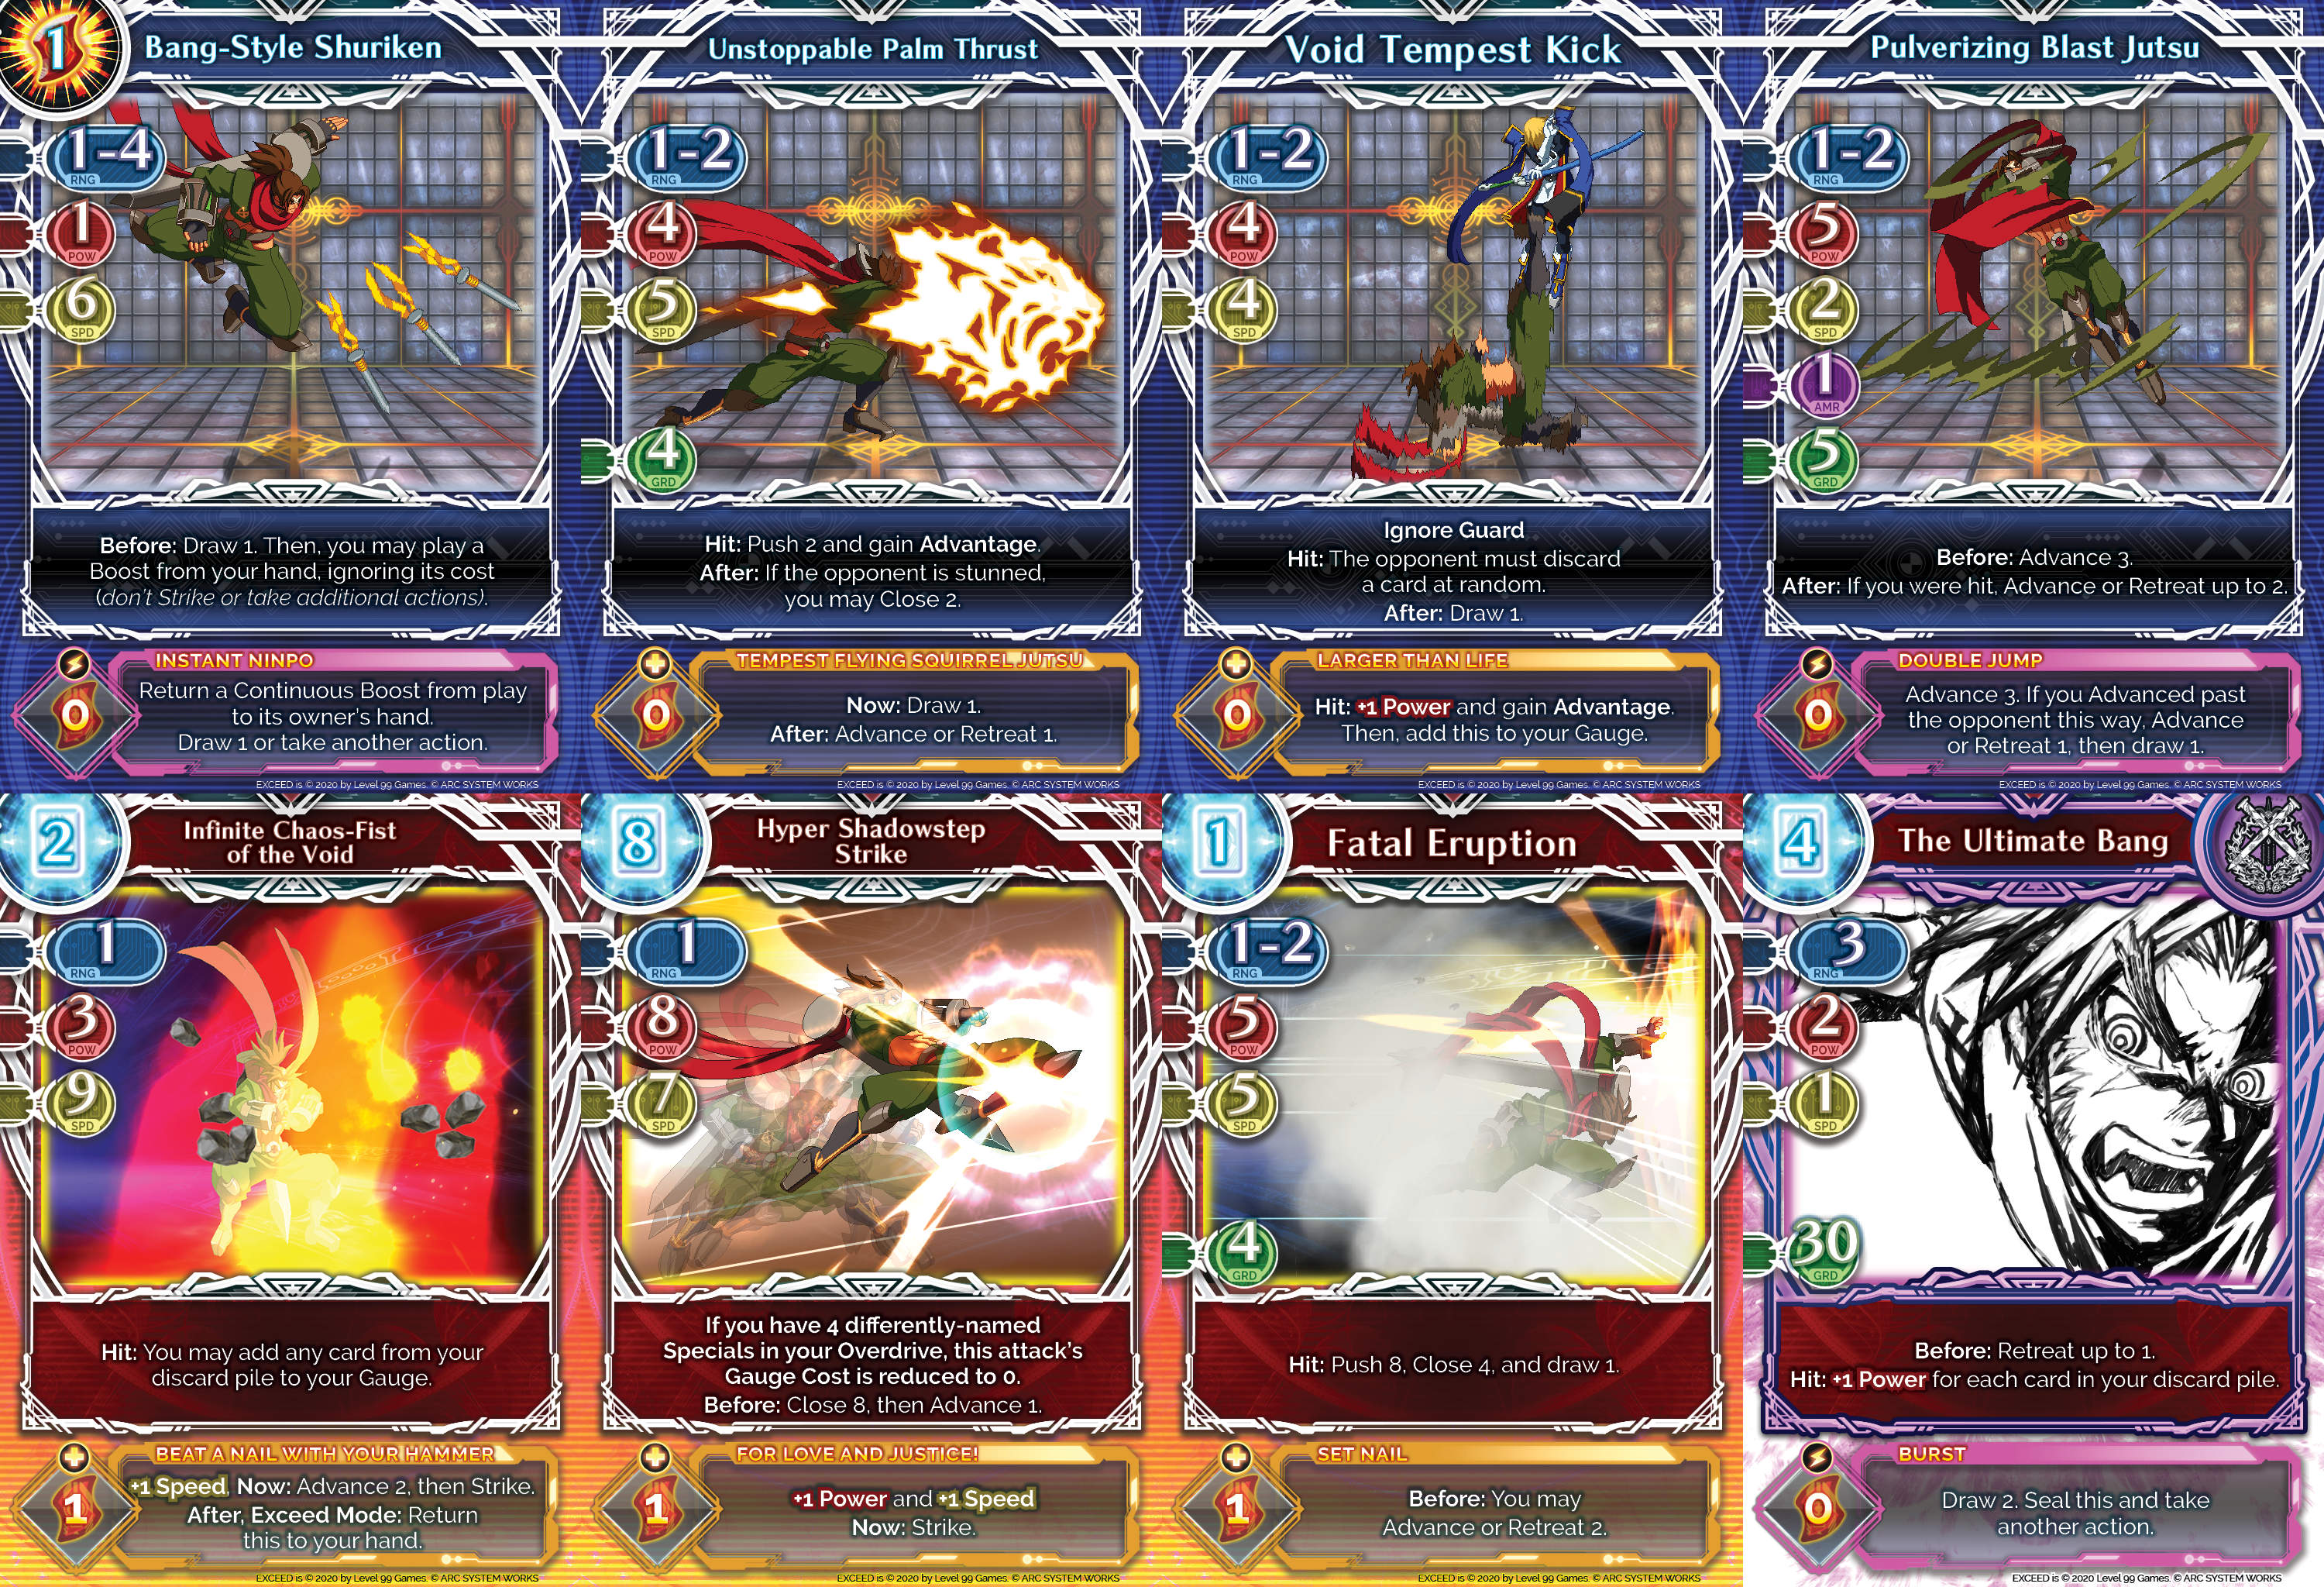 1
Bang-Style Shuriken
1-4
RNG
1
POW
6
SPD
Before: Draw 1. Then, you may play a
Boost from your hand, ignoring its cost
(don't Strike or take additional actions).
INSTANT NINPO
0
Return a Continuous Boost from play
to its owner's hand.
Draw 1 or take another action.
EXCEED is © 2020 by Level 99 Games. © ARC SYSTEM WORKS
Unstoppable Palm Thrust
1-2
RNG
4
POW
5
SPD
4
GRD
Hit: Push 2 and gain Advantage.
After: If the opponent is stunned,
you may Close 2.
TEMPEST FLYING SQUIRREL JUTSU
0
Now: Draw 1.
After: Advance or Retreat 1.
EXCEED is © 2020 by Level 99 Games. © ARC SYSTEM WORKS
Void Tempest Kick
1-2
RNG
4
POW
4
SPD
Ignore Guard
Hit: The opponent must discard
a card at random.
After: Draw 1.
LARGER THAN LIFE
0
Hit: +1 Power and gain Advantage.
Then, add this to your Gauge.
EXCEED is © 2020 by Level 99 Games. © ARC SYSTEM WORKS
Pulverizing Blast Jutsu
1-2
RNG
5
POW
2
SPD
1
AMR
5
GRD
Before: Advance 3.
After: If you were hit, Advance or Retreat up to 2.
DOUBLE JUMP
0
Advance 3. If you Advanced past
the opponent this way, Advance
or Retreat 1, then draw 1.
EXCEED is © 2020 by Level 99 Games. © ARC SYSTEM WORKS
2
Infinite Chaos-Fist
of the Void
1
RNG
3
POW
9
SPD
Hit: You may add any card from your
discard pile to your Gauge.
BEAT A NAIL WITH YOUR HAMMER
1
+1 Speed, Now: Advance 2, then Strike.
After, Exceed Mode: Return
this to your hand.
EXCEED is © 2020 by Level 99 Games. © ARC SYSTEM WORKS
8
Hyper Shadowstep
Strike
1
RNG
8
POW
7
SPD
If you have 4 differently-named
Specials in your Overdrive, this attack's
Gauge Cost is reduced to 0.
Before: Close 8, then Advance 1.
FOR LOVE AND JUSTICE!
1
+1 Power and +1 Speed
Now: Strike.
EXCEED is © 2020 by Level 99 Games. © ARC SYSTEM WORKS
1
Fatal Eruption
1-2
RNG
5
POW
5
SPD
4
GRD
Hit: Push 8, Close 4, and draw 1.
SET NAIL
1
Before: You may
Advance or Retreat 2.
EXCEED is © 2020 by Level 99 Games. © ARC SYSTEM WORKS
4
The Ultimate Bang
3
RNG
2
POW
1
SPD
30
GRD
Before: Retreat up to 1.
Hit: +1 Power for each card in your discard pile.
BURST
0
Draw 2. Seal this and take
another action.
EXCEED is © 2020 by Level 99 Games. © ARC SYSTEM WORKS